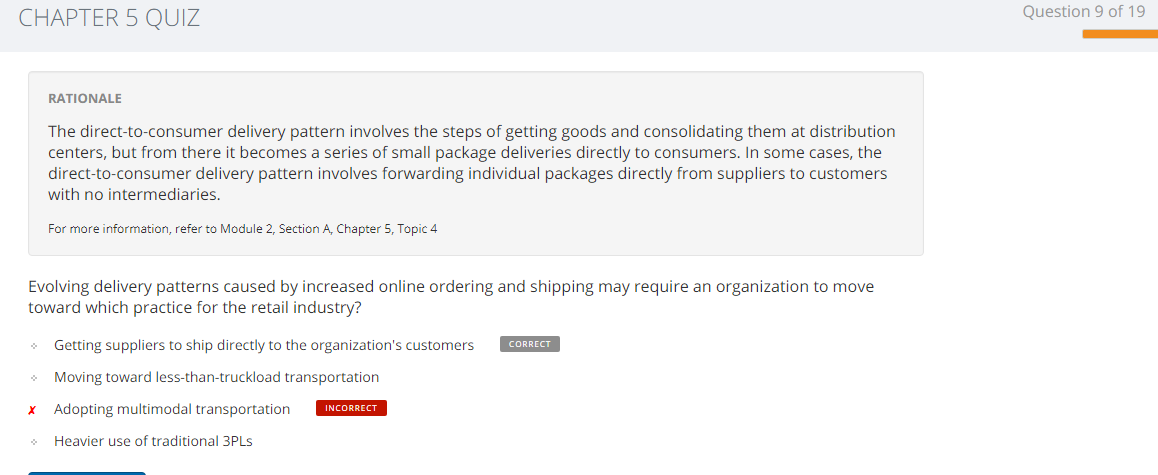 CHAPTER 5 QUIZ
Question 9 of 19
RATIONALE
The direct-to-consumer delivery pattern involves the steps of getting goods and consolidating them at distribution
centers, but from there it becomes a series of small package deliveries directly to consumers. In some cases, the
direct-to-consumer delivery pattern involves forwarding individual packages directly from suppliers to customers
with no intermediaries.
For more information, refer to Module 2, Section A, Chapter 5, Topic 4
Evolving delivery patterns caused by increased online ordering and shipping may require an organization to move
toward which practice for the retail industry?
Getting suppliers to ship directly to the organization's customers CORRECT
Moving toward less-than-truckload transportation
✗ Adopting multimodal transportation INCORRECT
Heavier use of traditional 3PLs